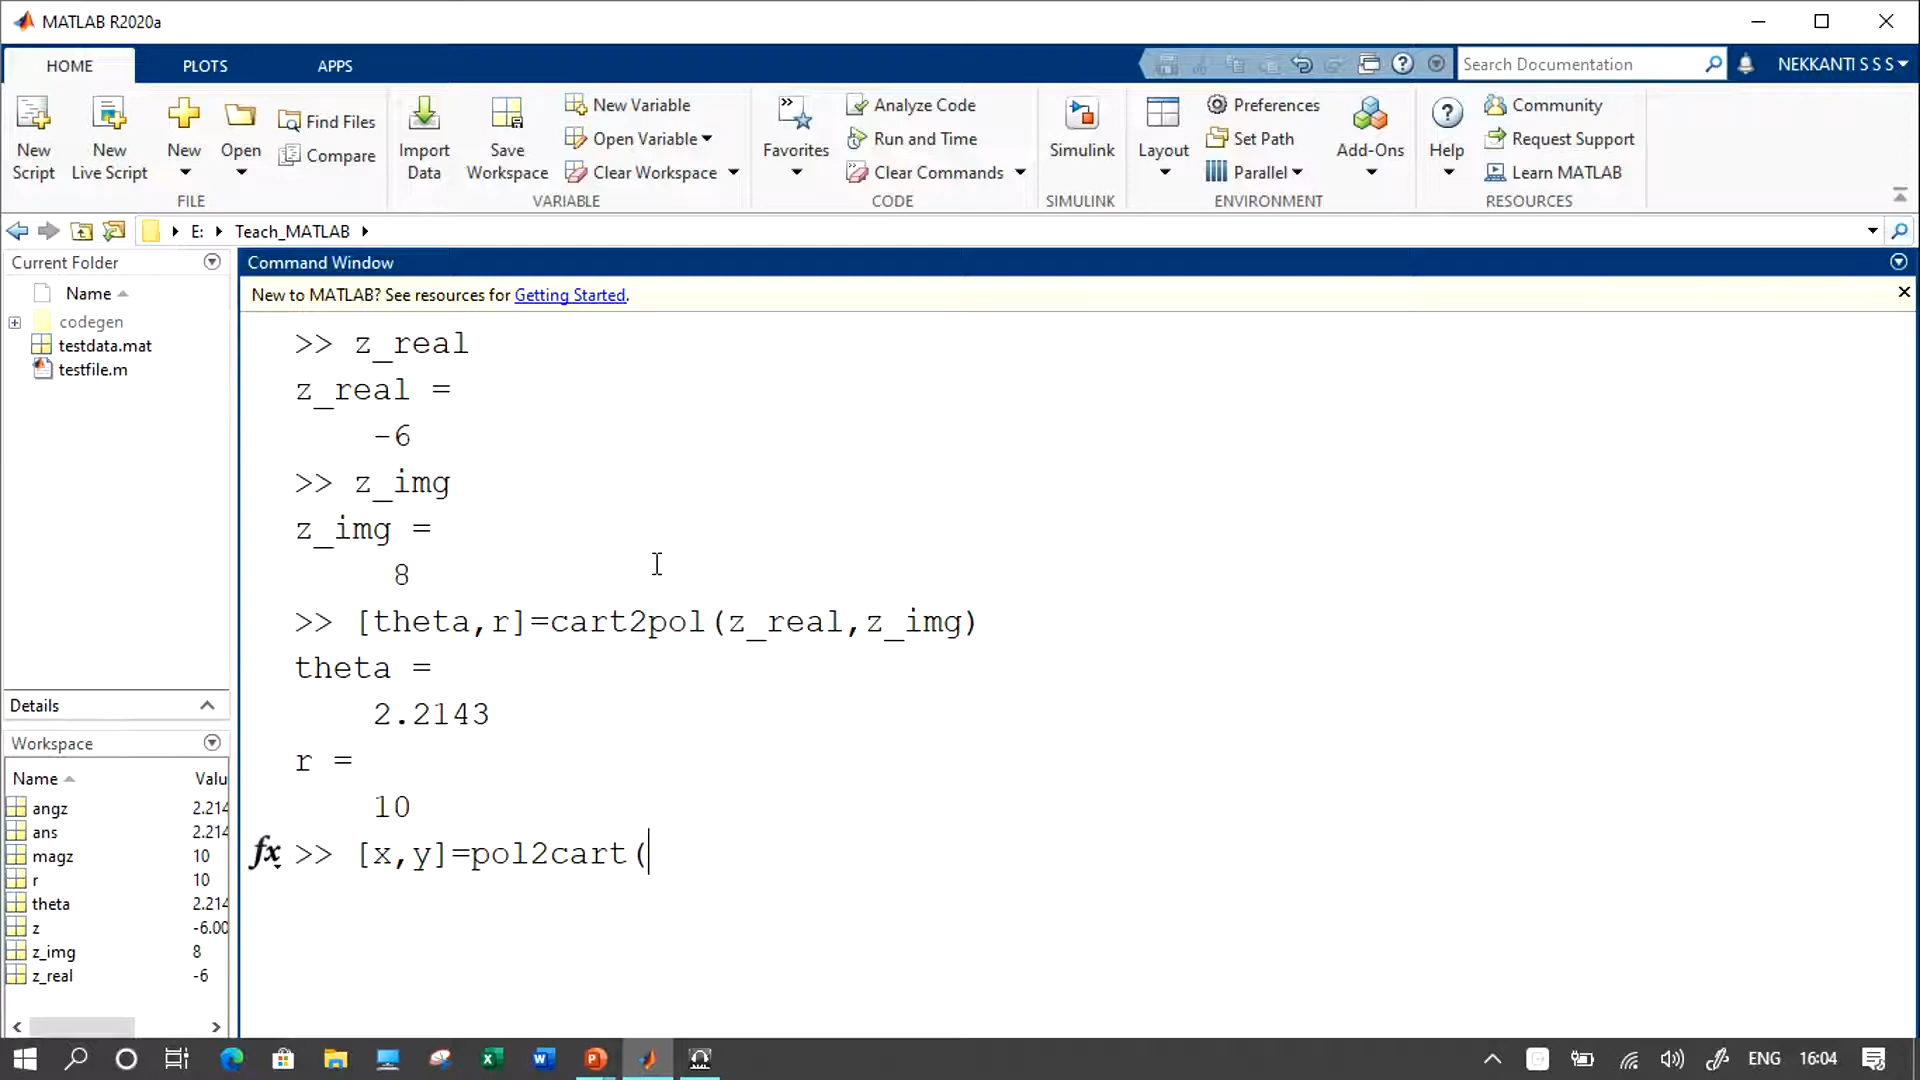 MATLAB R2020a
HOME PLOTS APPS
Search Documentation
NEKKANTI S S S
New Script
New Live Script
New
Open
Find Files
Compare
Import Data
Save Workspace
New Variable
Open Variable
Clear Workspace
Favorites
Analyze Code
Run and Time
Clear Commands
Simulink
Layout
Preferences
Set Path
Parallel
Add-Ons
Help
Community
Request Support
Learn MATLAB
FILE VARIABLE CODE SIMULINK ENVIRONMENT RESOURCES
E: Teach_MATLAB
Current Folder
Name
codegen
testdata.mat
testfile.m
Details
Workspace
Name Valu
angz 2.214
ans 2.214
magz 10
r 10
theta 2.214
z -6.00
z_img 8
z_real -6
Command Window
New to MATLAB? See resources for Getting Started.
>> z_real
z_real =
-6
>> z_img
z_img =
8
>> [theta,r]=cart2pol(z_real,z_img)
theta =
2.2143
r =
10
fx >> [x,y]=pol2cart(
ENG 16:04